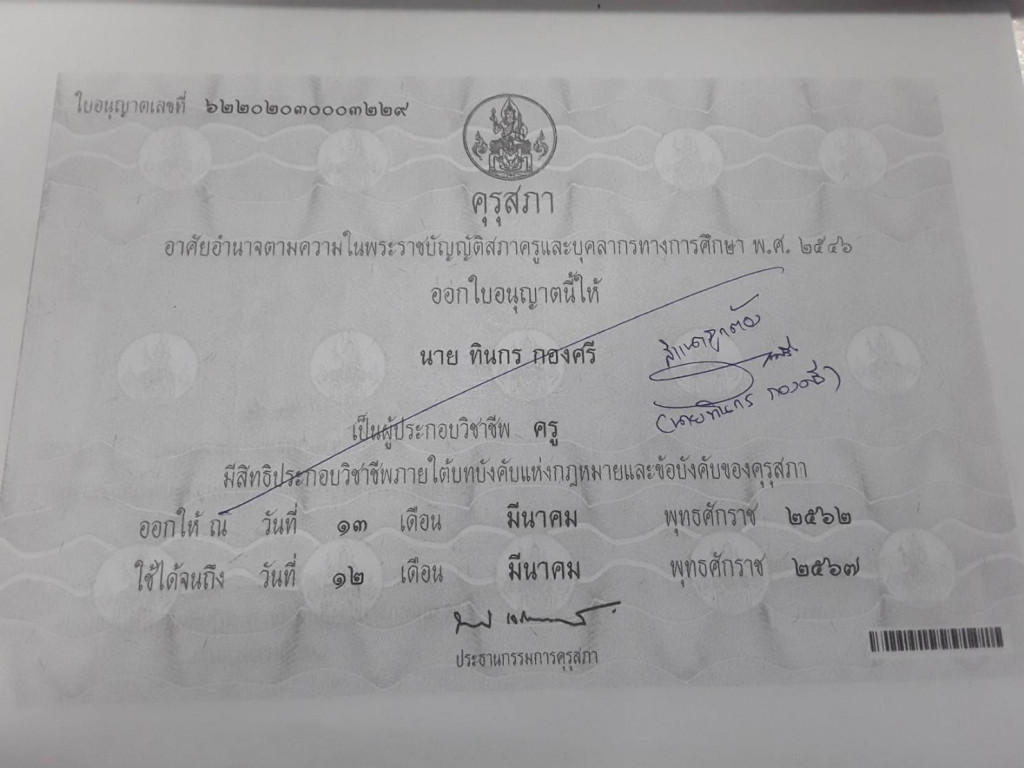 ใบอนุญาตเลขที่ ๖๒๒๐๒๐๓๐๐๐๓๒๒๙
คุรุสภา
อาศัยอำนาจตามความในพระราชบัญญัติสภาครูและบุคลากรทางการศึกษา พ.ศ. ๒๕๔๖
ออกใบอนุญาตนี้ให้
นาย ทินกร กองศรี
สำเนาถูกต้อง
(นายทินกร กองศรี)
เป็นผู้ประกอบวิชาชีพ ครู
มีสิทธิประกอบวิชาชีพภายใต้บทบังคับแห่งกฎหมายและข้อบังคับของคุรุสภา
ออกให้ ณ วันที่ ๑๓ เดือน มีนาคม พุทธศักราช ๒๕๖๒
ใช้ได้จนถึง วันที่ ๑๒ เดือน มีนาคม พุทธศักราช ๒๕๖๗
ประธานกรรมการคุรุสภา